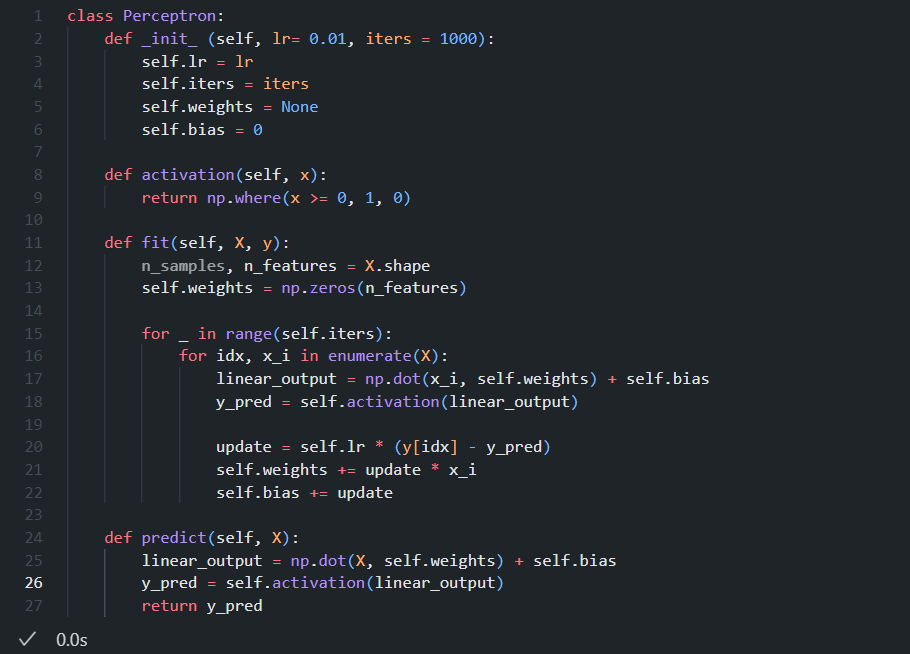 1 class Perceptron:
2     def _init_ (self, lr= 0.01, iters = 1000):
3         self.lr = lr
4         self.iters = iters
5         self.weights = None
6         self.bias = 0
7
8     def activation(self, x):
9         return np.where(x >= 0, 1, 0)
10
11     def fit(self, X, y):
12         n_samples, n_features = X.shape
13         self.weights = np.zeros(n_features)
14
15         for _ in range(self.iters):
16             for idx, x_i in enumerate(X):
17                 linear_output = np.dot(x_i, self.weights) + self.bias
18                 y_pred = self.activation(linear_output)
19
20                 update = self.lr * (y[idx] - y_pred)
21                 self.weights += update * x_i
22                 self.bias += update
23
24     def predict(self, X):
25         linear_output = np.dot(X, self.weights) + self.bias
26         y_pred = self.activation(linear_output)
27         return y_pred
✓ 0.0s